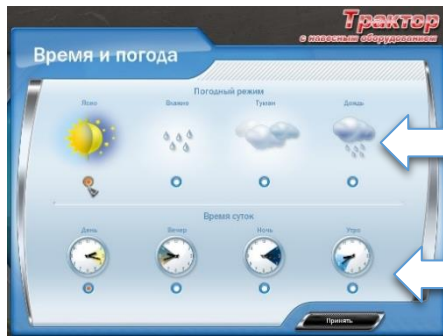 Трактор
с навесным оборудованием
Время и погода
Погодный режим
Ясно Влажно Туман Дождь
Время суток
День Вечер Ночь Утро
Принять